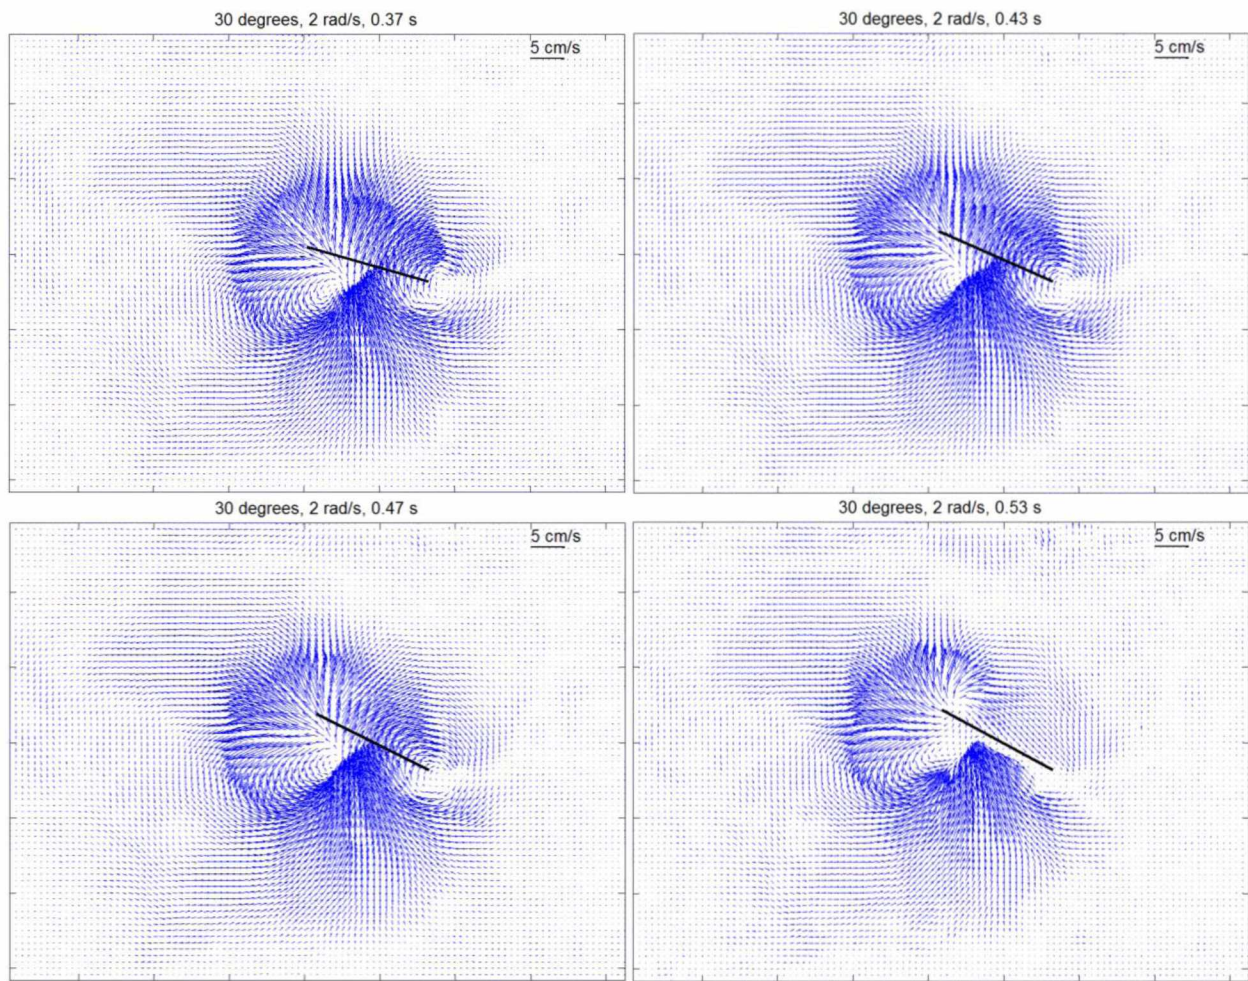 30 degrees, 2 rad/s, 0.37 s
5 cm/s
30 degrees, 2 rad/s, 0.43 s
5 cm/s
30 degrees, 2 rad/s, 0.47 s
5 cm/s
30 degrees, 2 rad/s, 0.53 s
5 cm/s